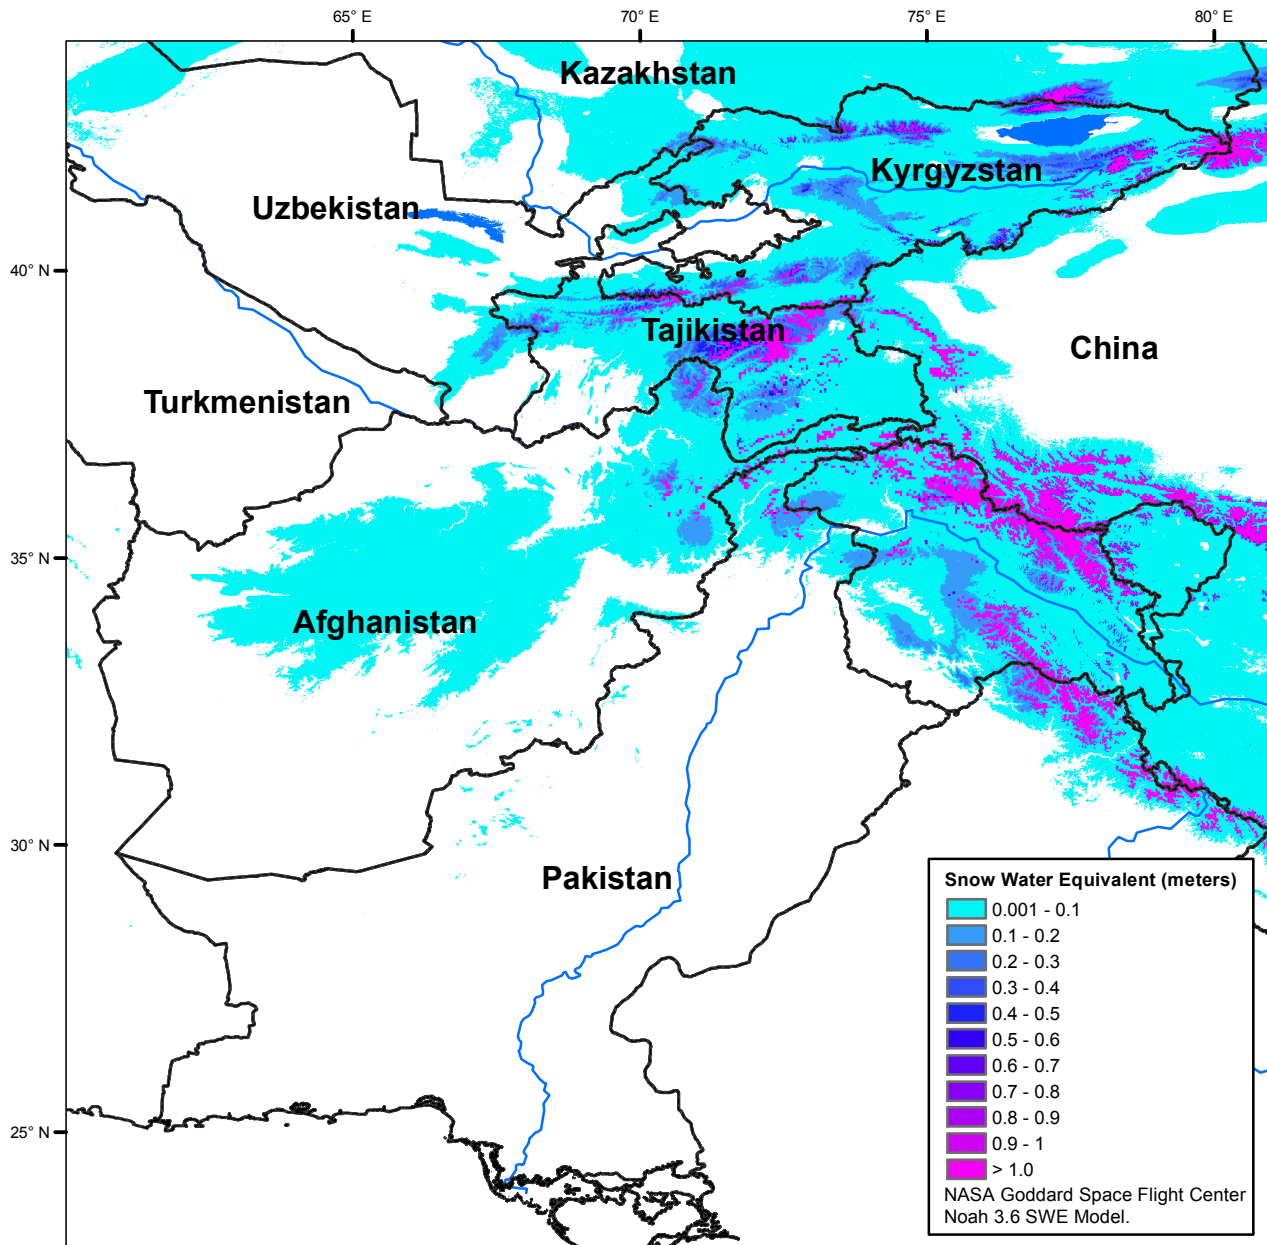 65° E
70° E
75° E
80° E
Kazakhstan
Kyrgyzstan
Uzbekistan
40° N
Tajikistan
China
Turkmenistan
35° N
Afghanistan
30° N
Pakistan
25° N
Snow Water Equivalent (meters)
0.001 - 0.1
0.1 - 0.2
0.2 - 0.3
0.3 - 0.4
0.4 - 0.5
0.5 - 0.6
0.6 - 0.7
0.7 - 0.8
0.8 - 0.9
0.9 - 1
> 1.0
NASA Goddard Space Flight Center
Noah 3.6 SWE Model.